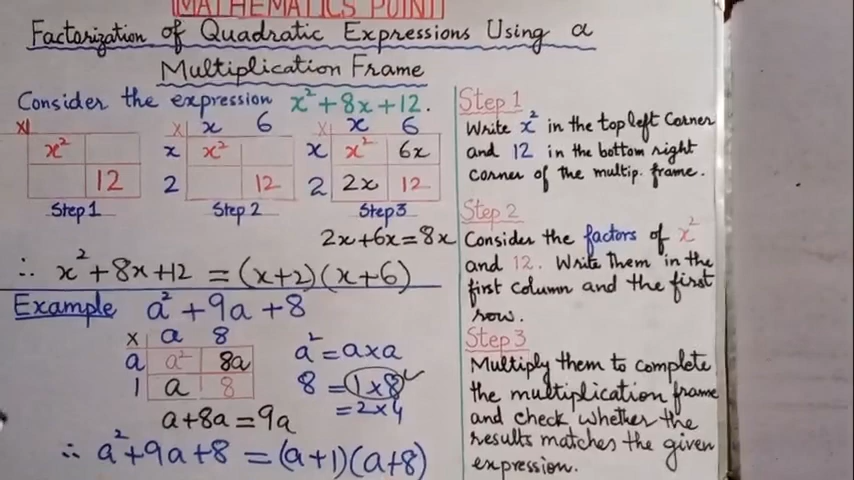 MATHEMATICS POINT
Factorization of Quadratic Expressions Using a
Multiplication Frame
Consider the expression x²+8x+12.
x
x²
12
Step 1
x x 6
x x²
2 12
Step 2
x x 6
x x² 6x
2 2x 12
Step3
2x+6x=8x
∴ x²+8x+12 =(x+2)(x+6)
Example a²+9a+8
x a 8
a a² 8a
1 a 8
a²=axa
8 =1x8✓
=2x4
a+8a=9a
∴ a²+9a+8 =(a+1)(a+8)
Step 1
Write x² in the top left Corner
and 12 in the bottom right
corner of the multip. frame.
Step 2
Consider the factors of x²
and 12. Write them in the
first column and the first
row.
Step 3
Multiply them to complete
the multiplication frame
and check whether the
results matches the given
expression.